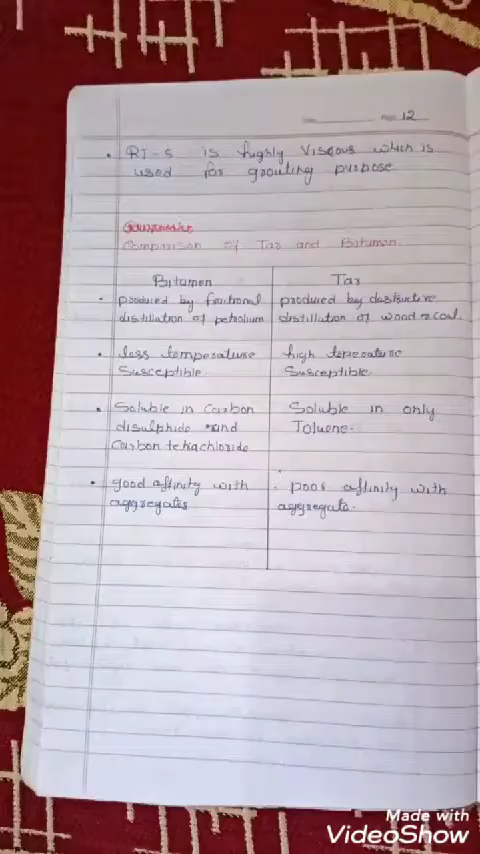 12
• RT-5 is highly viscous which is
used for grouting purpose
Comparison of Tar and Bitumen
Bitumen
• produced by fractional
distillation of petrolium
• less temperature
Susceptible
• Soluble in Carbon
disulphide and
Carbon tetrachloride
• good affinity with
aggregates
Tar
produced by destructive
distillation of wood or coal.
high temperature
Susceptible.
Soluble in only
Toluene.
poor affinity with
aggregate.
Made with
VideoShow